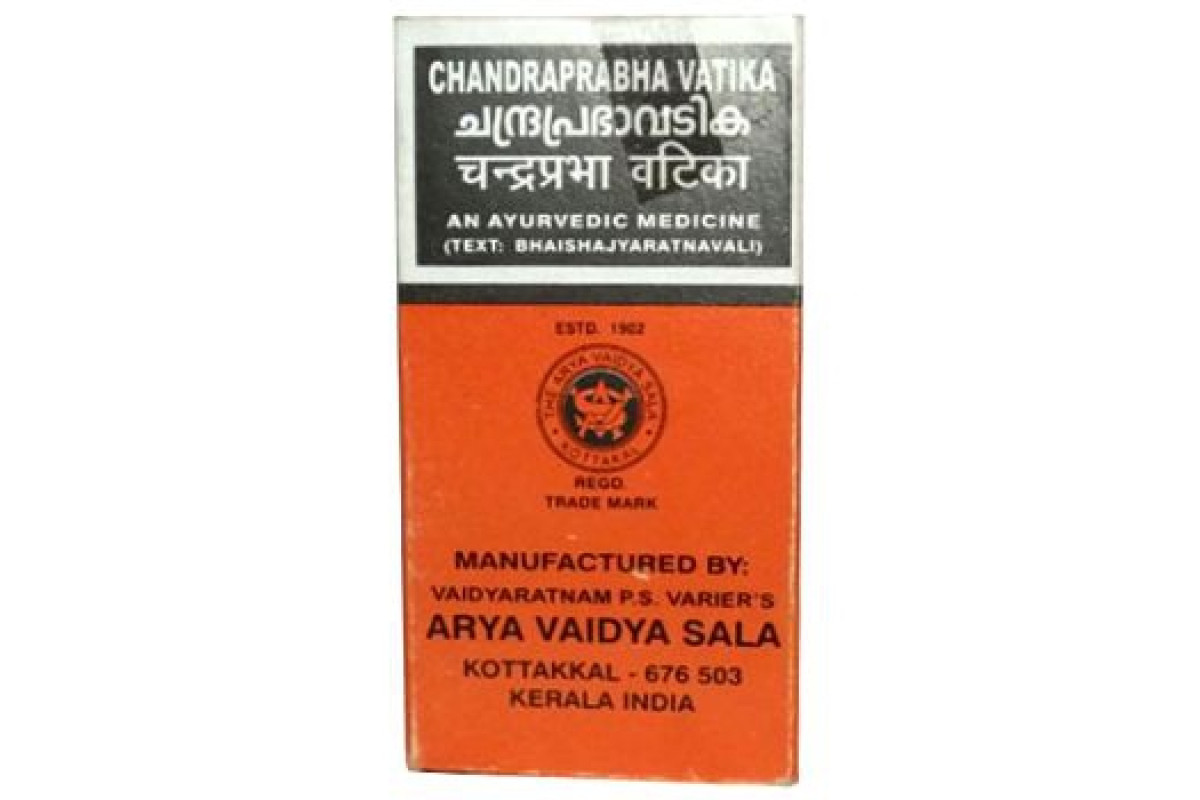 CHANDRAPRABHA VATIKA
ചന്ദ്രപ്രഭാവടിക
चन्द्रप्रभा वटिका
AN AYURVEDIC MEDICINE
(TEXT: BHAISHAJYARATNAVALI)
ESTD. 1902
THE ARYA VAIDYA SALA
• KOTTAKAL •
REGD.
TRADE MARK
MANUFACTURED BY:
VAIDYARATNAM P.S. VARIER'S
ARYA VAIDYA SALA
KOTTAKKAL - 676 503
KERALA INDIA